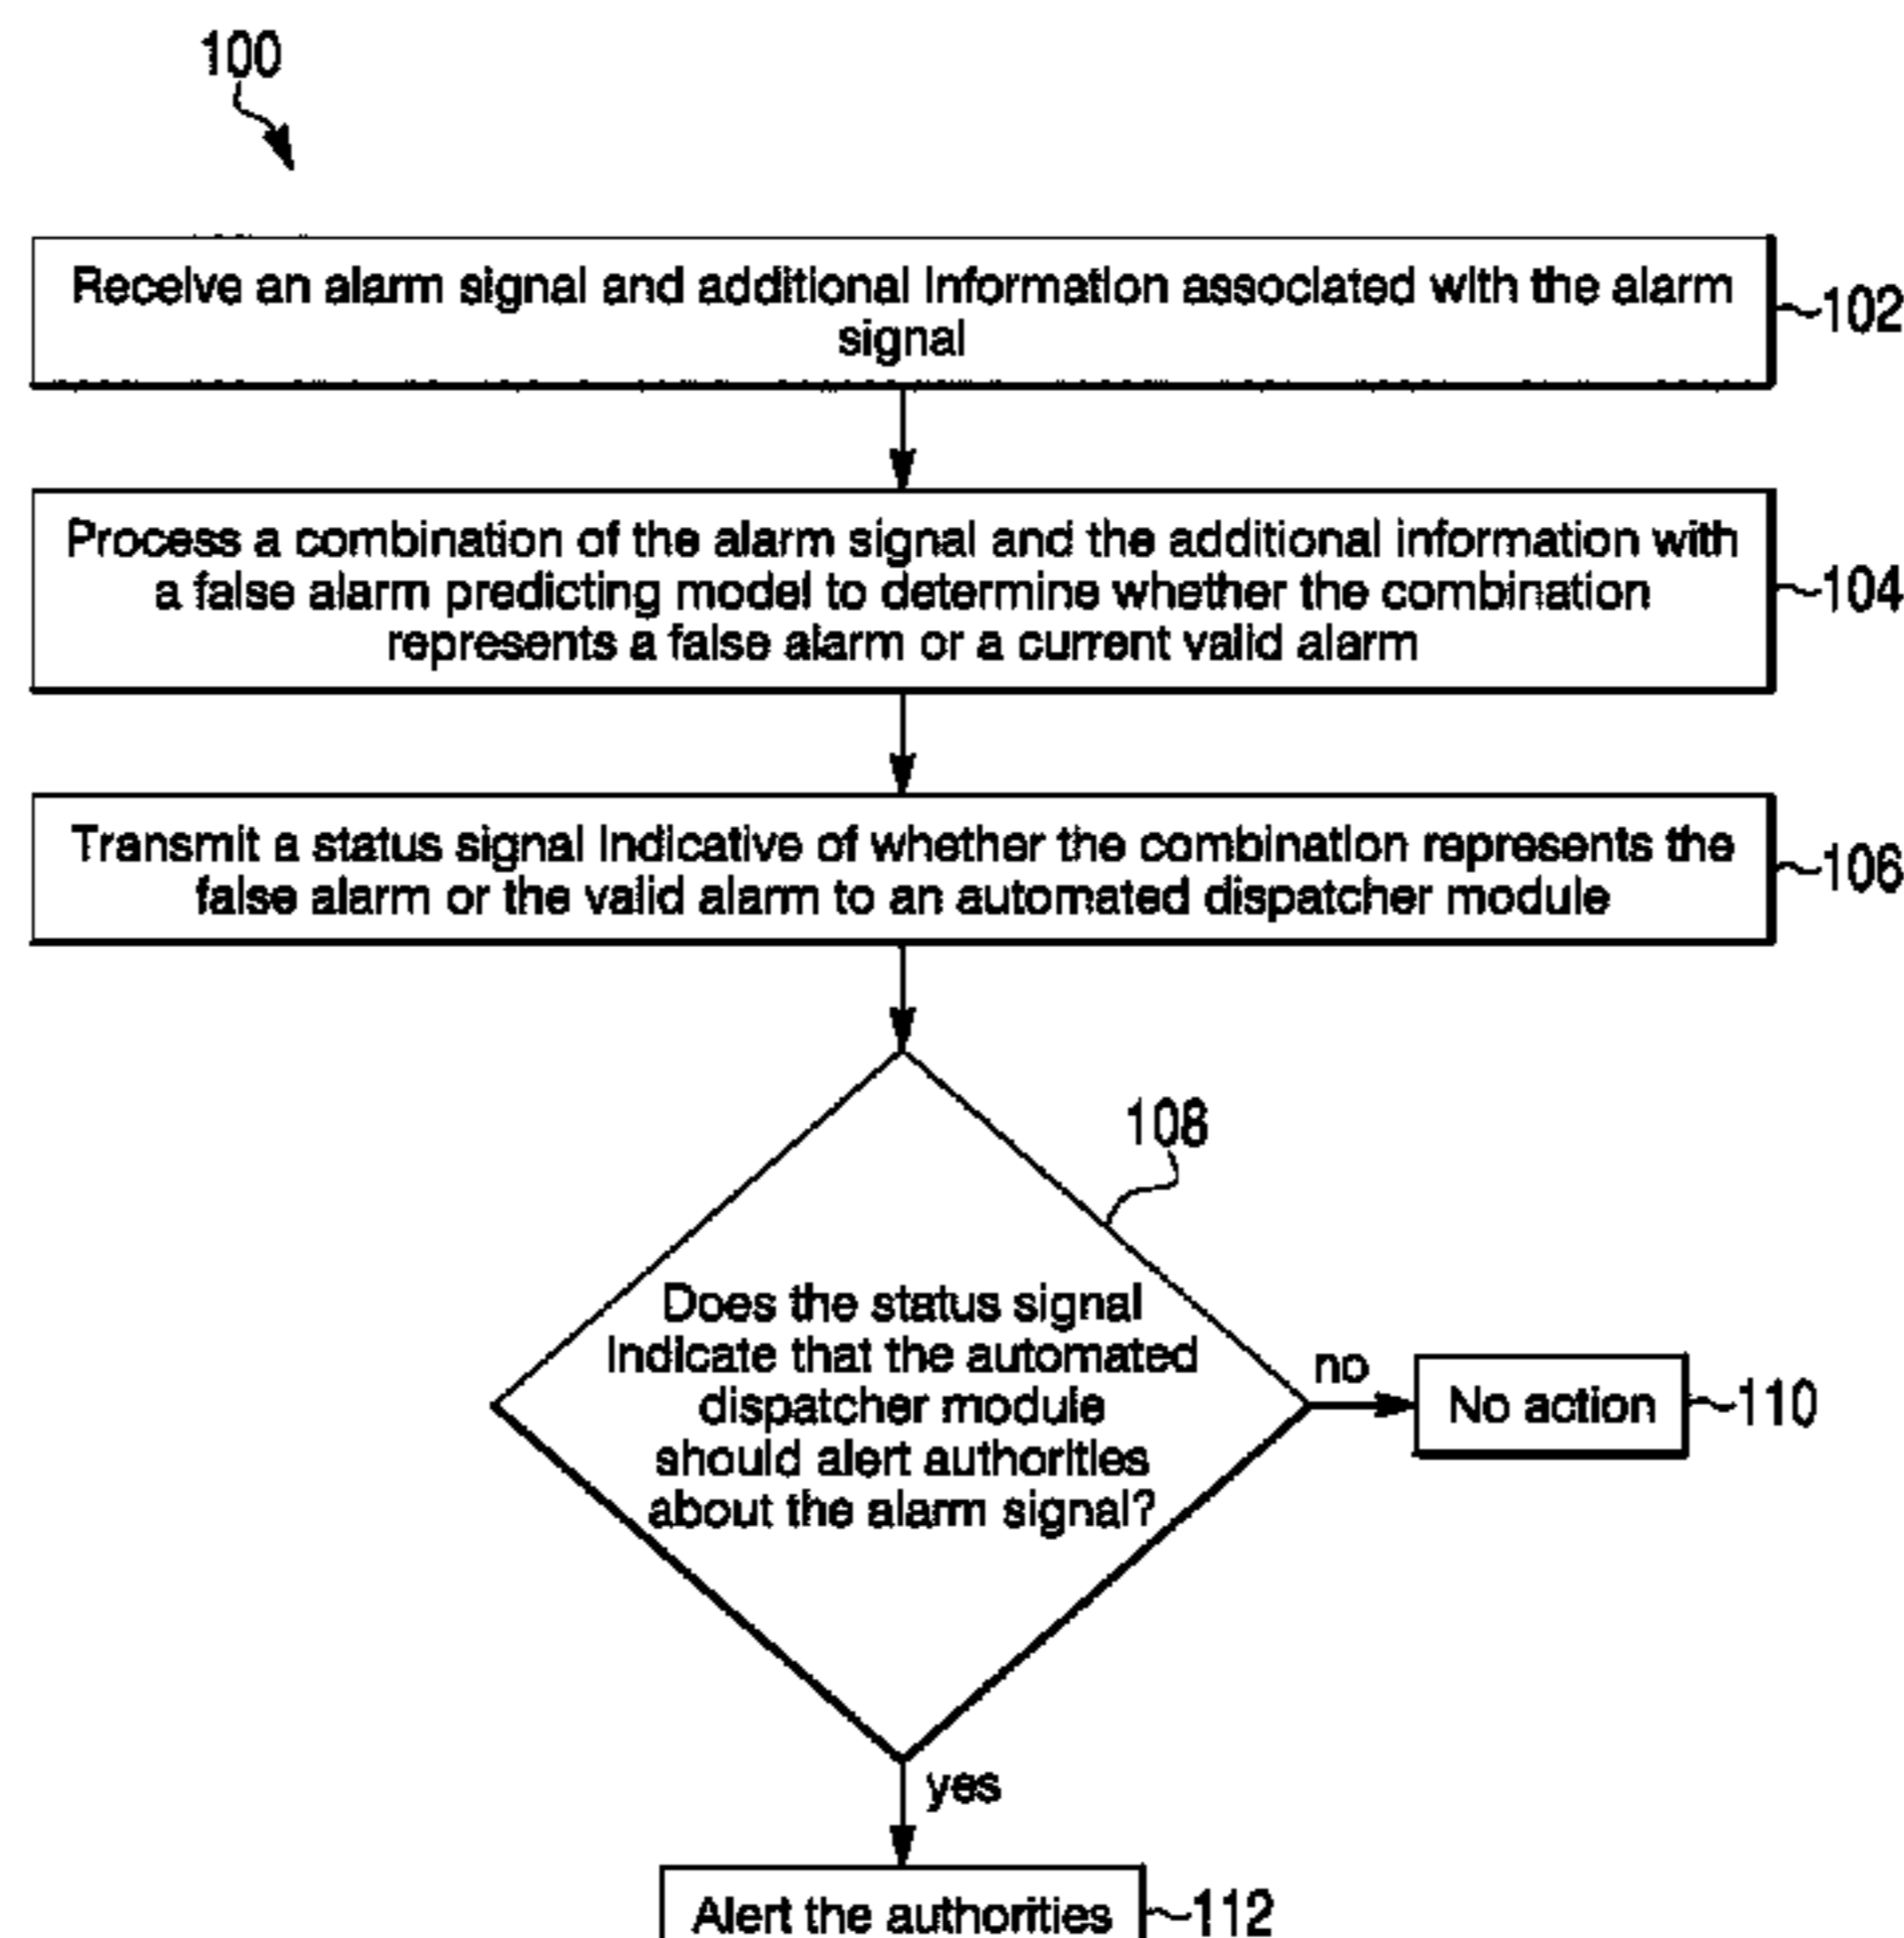 100
Receive an alarm signal and additional information associated with the alarm
signal
102
Process a combination of the alarm signal and the additional information with
a false alarm predicting model to determine whether the combination
represents a false alarm or a current valid alarm
104
Transmit a status signal indicative of whether the combination represents the
false alarm or the valid alarm to an automated dispatcher module
106
108
Does the status signal
indicate that the automated
dispatcher module
should alert authorities
about the alarm signal?
no
No action
110
yes
Alert the authorities
112